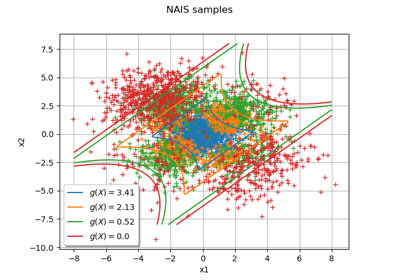 NAIS samples
7.5
5.0
2.5
0.0
−2.5
−5.0
−7.5
−10.0
x2
g(X) = 3.41
g(X) = 2.13
g(X) = 0.52
g(X) = 0.0
−8 −6 −4 −2 0 2 4 6 8
x1